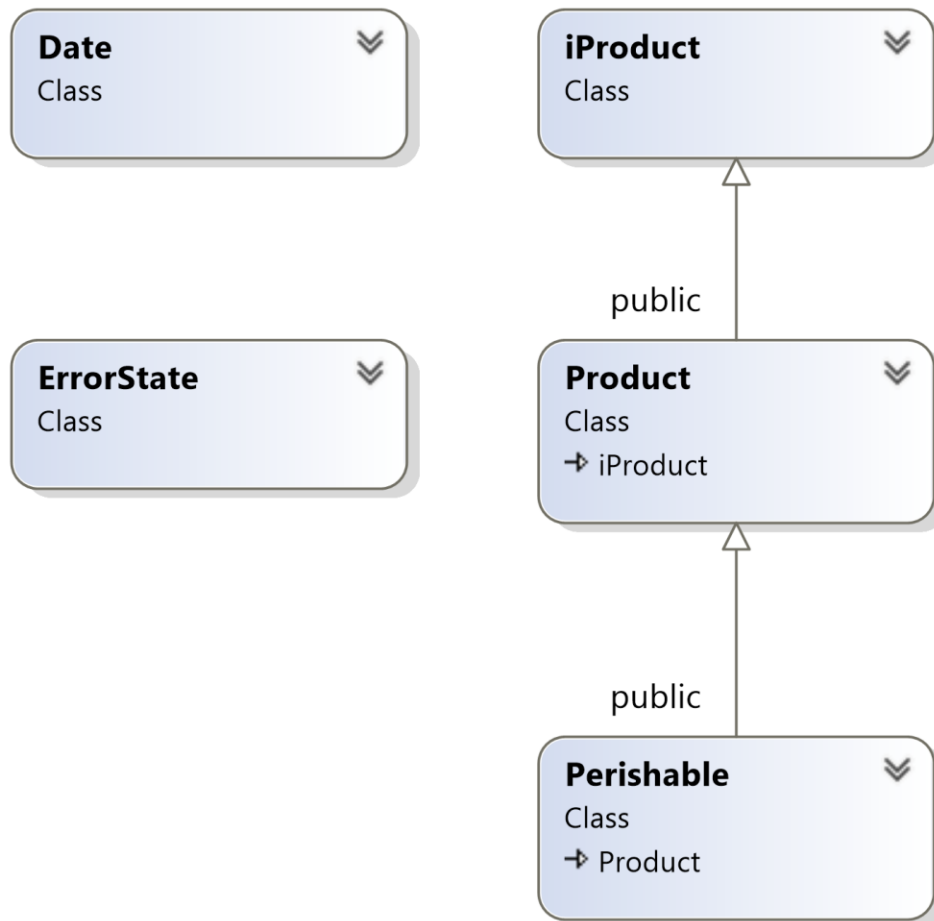 Date
Class
iProduct
Class
public
ErrorState
Class
Product
Class
iProduct
public
Perishable
Class
Product